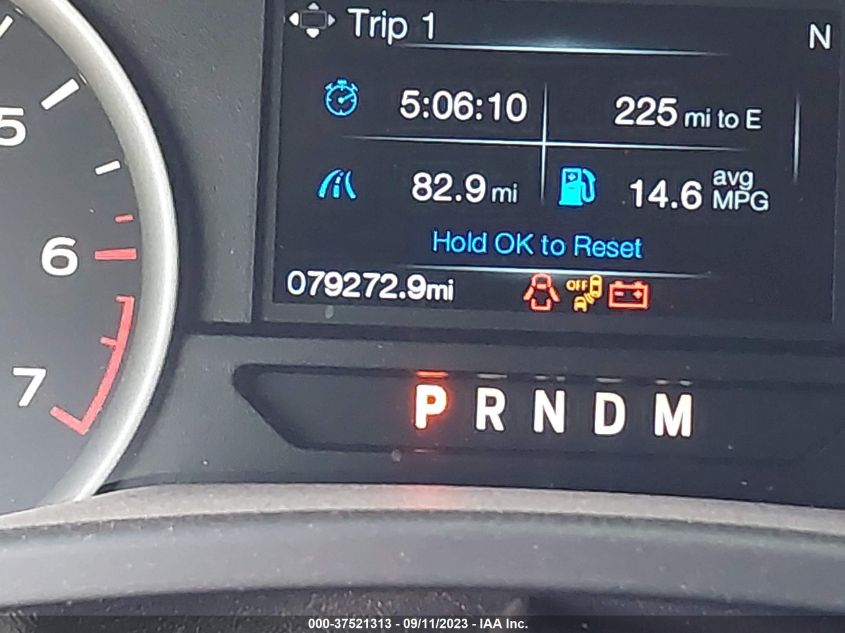 Trip 1
N
5:06:10 225 mi to E
5
82.9 mi 14.6 avg MPG
Hold OK to Reset
6
079272.9mi OFF
7
P R N D M
000-37521313 - 09/11/2023 - IAA Inc.